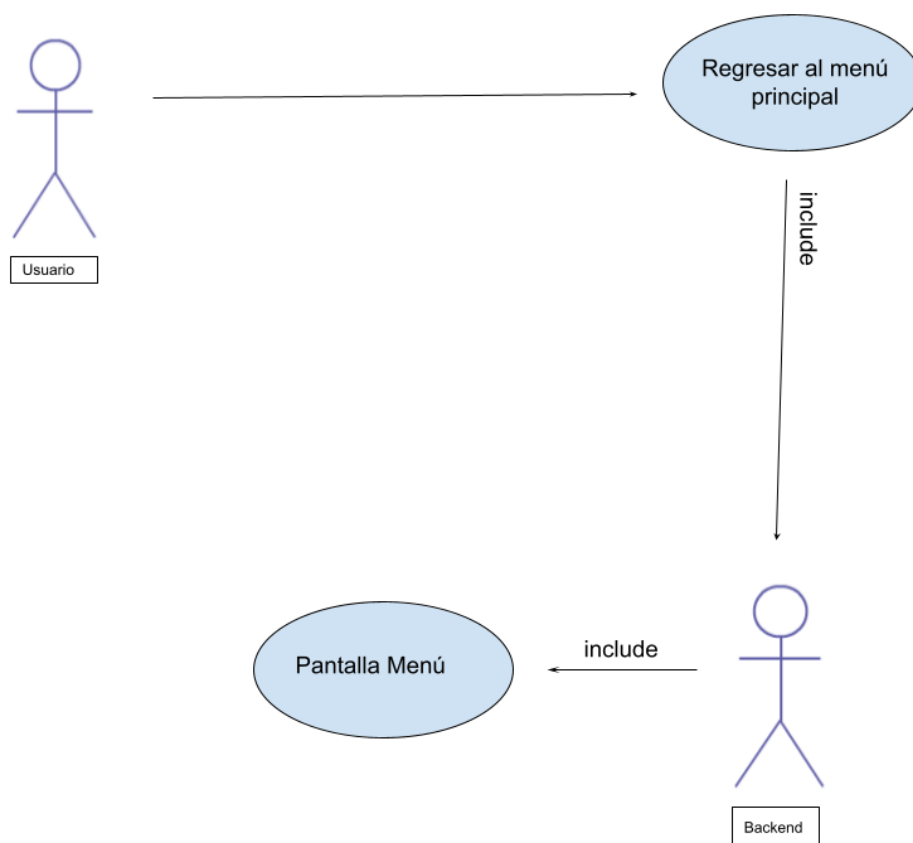 Regresar al menú
principal
Usuario
include
include
Pantalla Menú
Backend